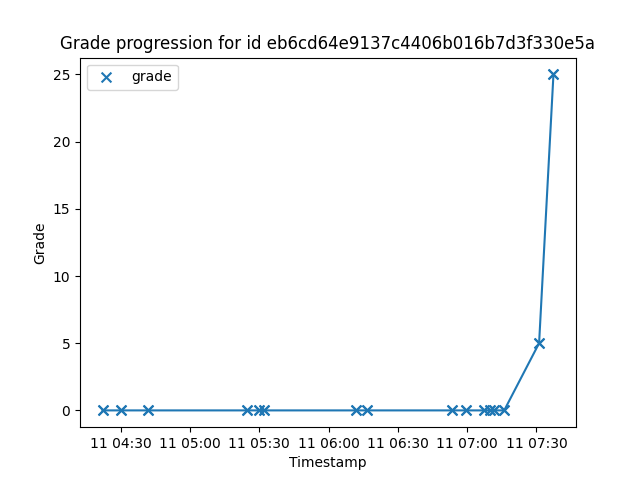 Grade progression for id eb6cd64e9137c4406b016b7d3f330e5a
grade
25
20
15
10
5
0
Grade
11 04:30 11 05:00 11 05:30 11 06:00 11 06:30 11 07:00 11 07:30
Timestamp